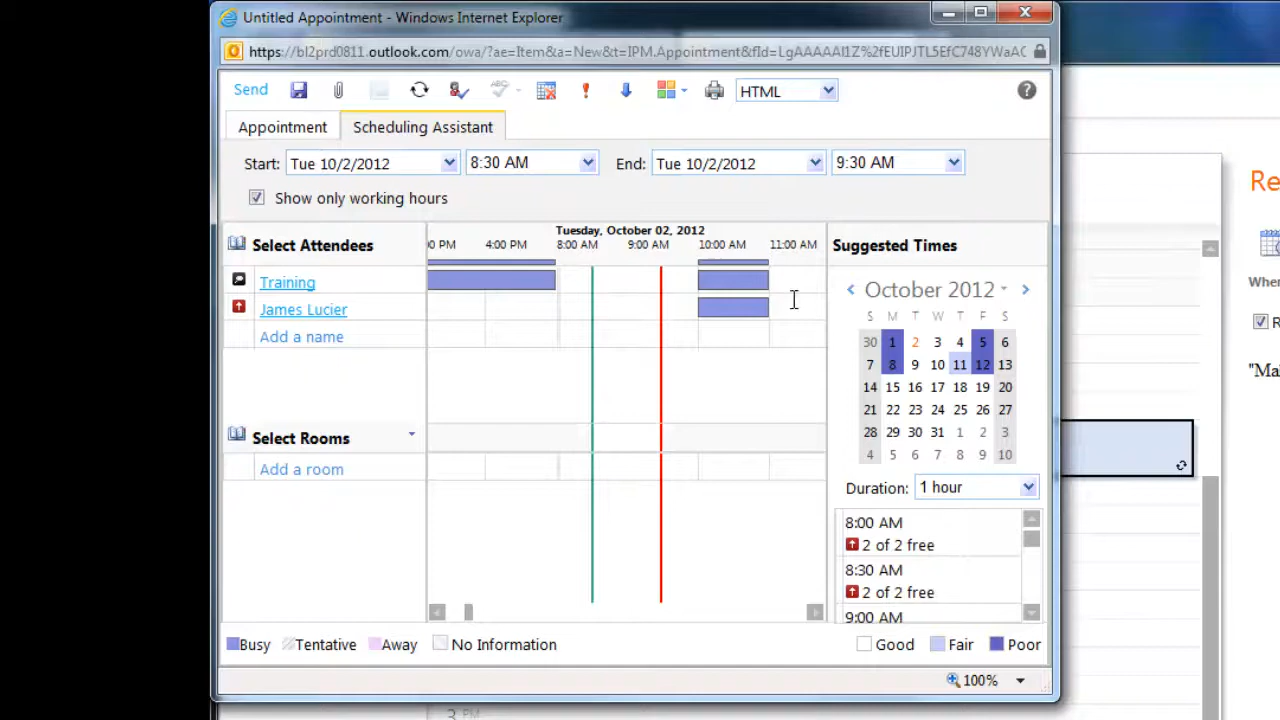 Untitled Appointment - Windows Internet Explorer
https://bl2prd0811.outlook.com/owa/?ae=Item&a=New&t=IPM.Appointment&fId=LgAAAAAI1Z%2fEUIPJTL5EfC748YWaAC
Send
HTML
Appointment
Scheduling Assistant
Start: Tue 10/2/2012 8:30 AM End: Tue 10/2/2012 9:30 AM
Show only working hours
Select Attendees
Tuesday, October 02, 2012
00 PM 4:00 PM 8:00 AM 9:00 AM 10:00 AM 11:00 AM
Training
James Lucier
Add a name
Select Rooms
Add a room
Suggested Times
October 2012
S M T W T F S
30 1 2 3 4 5 6
7 8 9 10 11 12 13
14 15 16 17 18 19 20
21 22 23 24 25 26 27
28 29 30 31 1 2 3
4 5 6 7 8 9 10
Duration: 1 hour
8:00 AM
2 of 2 free
8:30 AM
2 of 2 free
9:00 AM
Busy Tentative Away No Information
Good Fair Poor
100%
Re
When
R
"Ma
3 PM